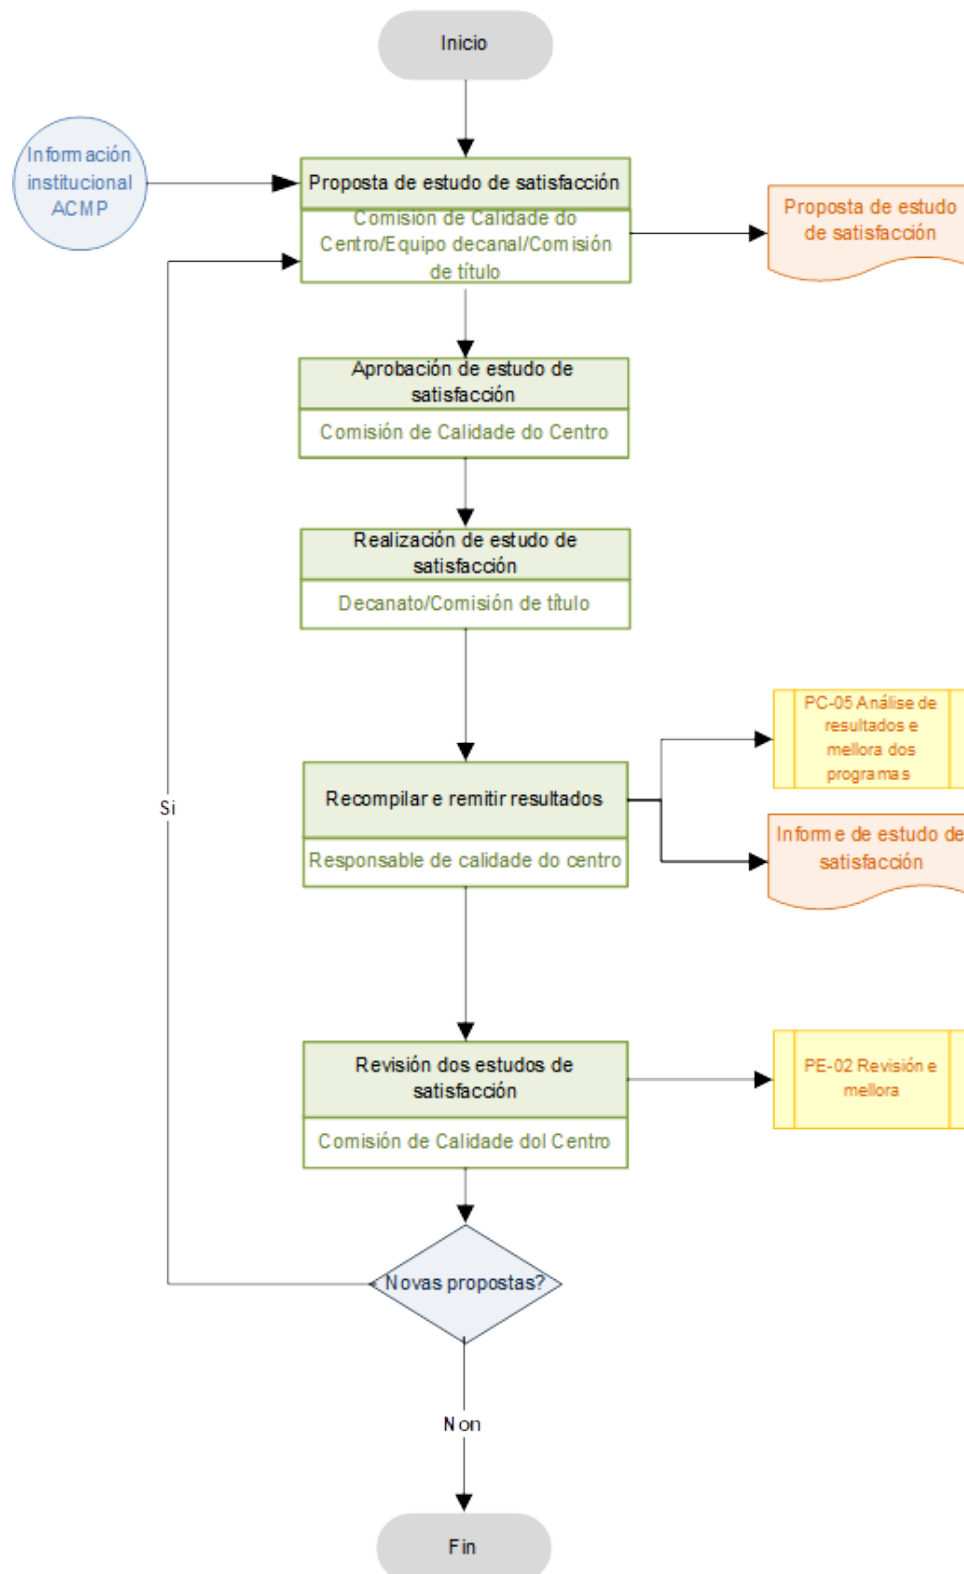 Inicio
Información
institucional
ACMP
Proposta de estudo de satisfacción
Comisión de Calidade do
Centro/Equipo decanal/Comisión
de título
Proposta de estudo
de satisfacción
Aprobación de estudo de
satisfacción
Comisión de Calidade do Centro
Realización de estudo de
satisfacción
Decanato/Comisión de título
PC-05 Análise de
resultados e
mellora dos
programas
Recompilar e remitir resultados
Responsable de calidade do centro
Informe de estudo de
satisfacción
Si
Revisión dos estudos de
satisfacción
Comisión de Calidade dol Centro
PE-02 Revisión e
mellora
Novas propostas?
Non
Fin